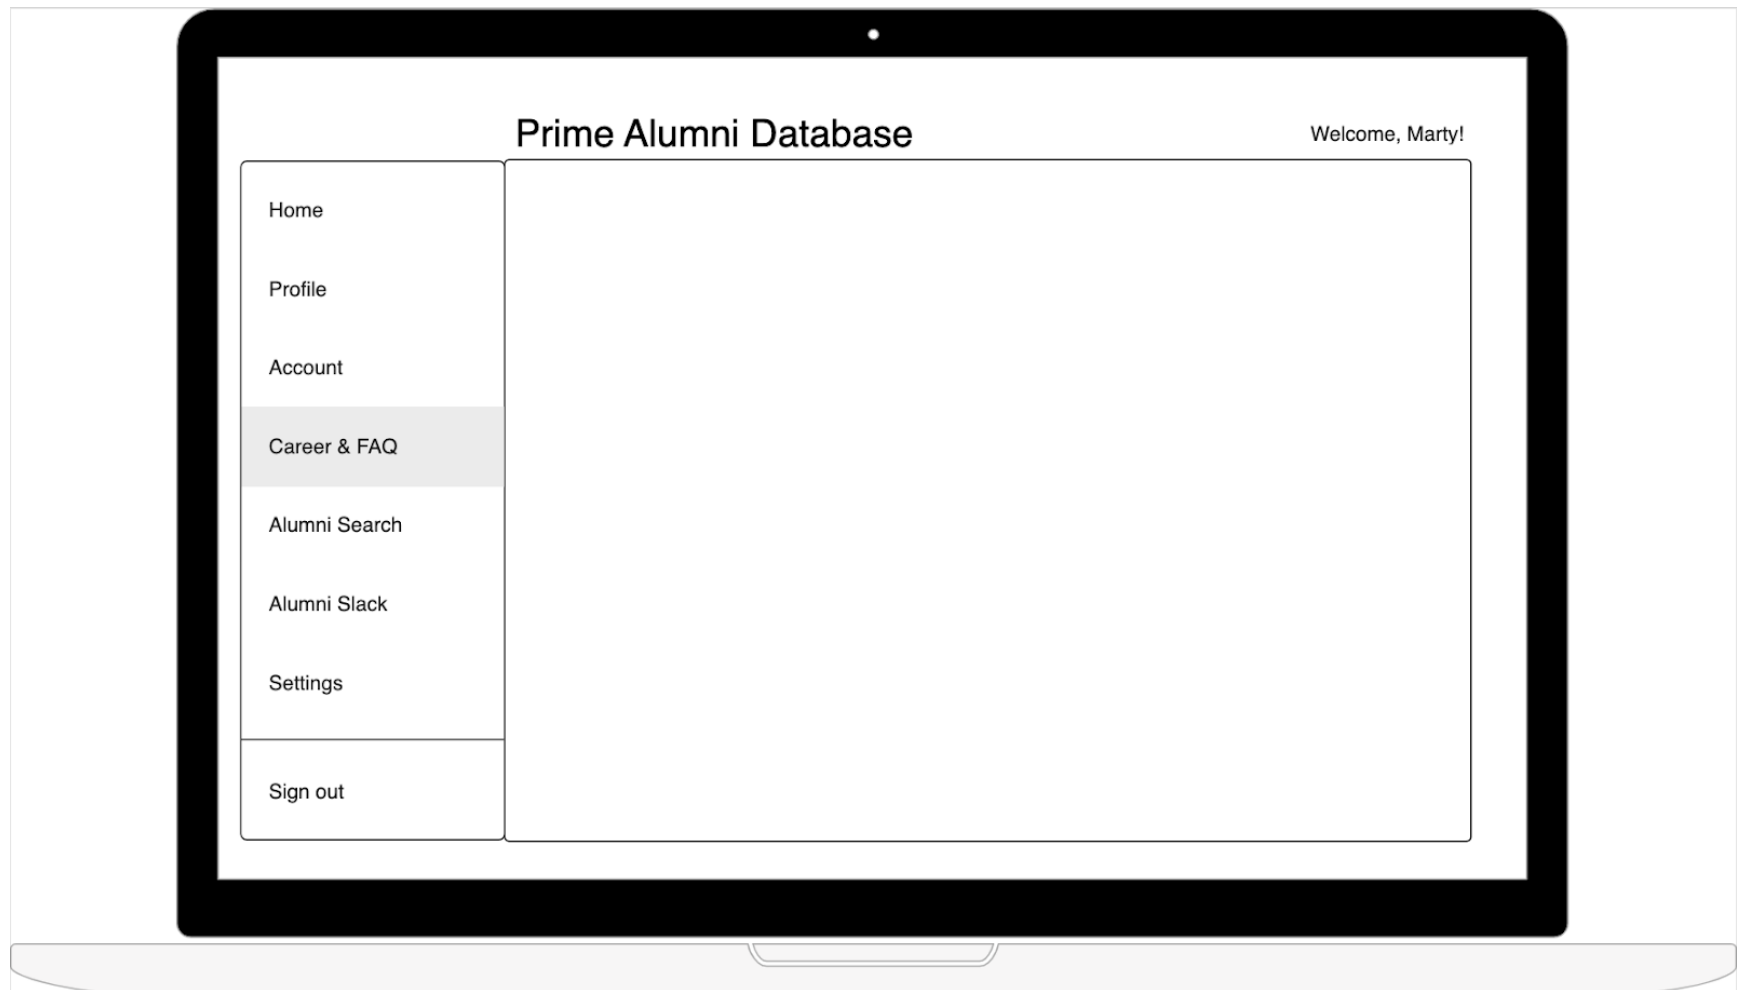 Prime Alumni Database
Welcome, Marty!
Home
Profile
Account
Career & FAQ
Alumni Search
Alumni Slack
Settings
Sign out